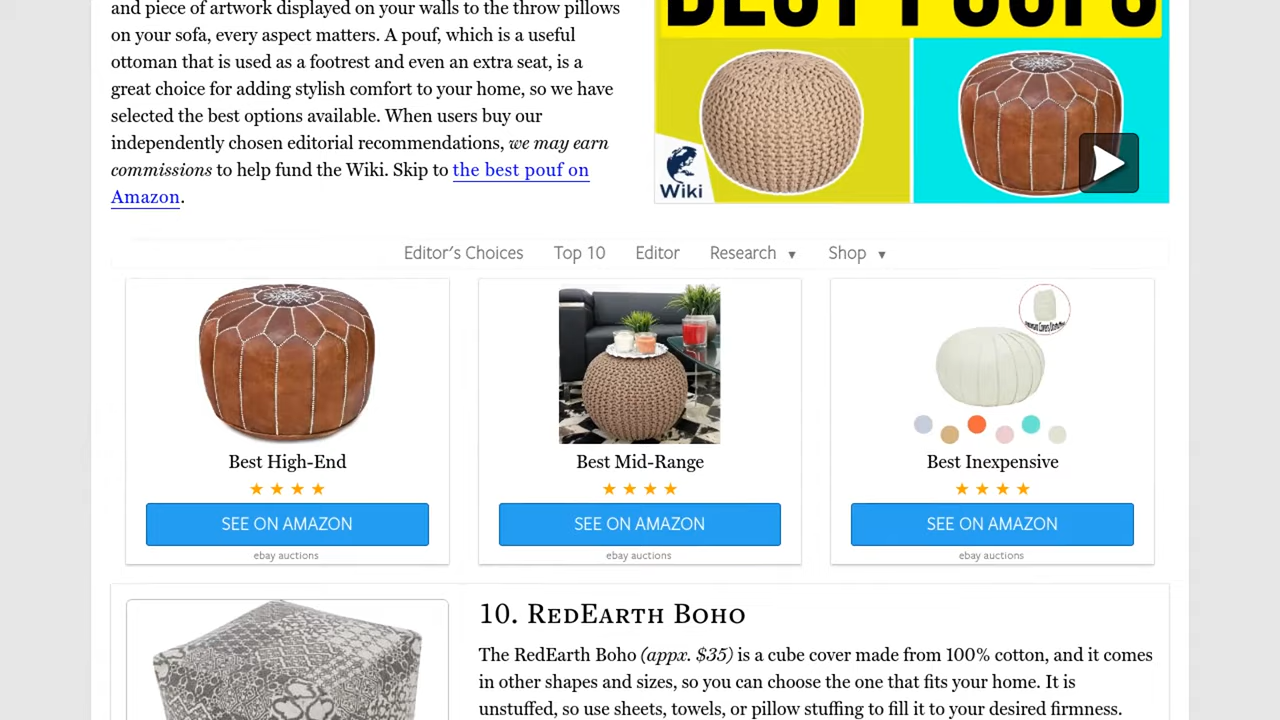 and piece of artwork displayed on your walls to the throw pillows
on your sofa, every aspect matters. A pouf, which is a useful
ottoman that is used as a footrest and even an extra seat, is a
great choice for adding stylish comfort to your home, so we have
selected the best options available. When users buy our
independently chosen editorial recommendations, we may earn
commissions to help fund the Wiki. Skip to the best pouf on
Amazon.
BEST POUFS
Wiki
Editor's Choices Top 10 Editor Research ▼ Shop ▼
Best High-End
★ ★ ★ ★
SEE ON AMAZON
ebay auctions
Best Mid-Range
★ ★ ★ ★
SEE ON AMAZON
ebay auctions
Best Inexpensive
★ ★ ★ ★
SEE ON AMAZON
ebay auctions
10. RedEarth Boho
The RedEarth Boho (appx. $35) is a cube cover made from 100% cotton, and it comes
in other shapes and sizes, so you can choose the one that fits your home. It is
unstuffed, so use sheets, towels, or pillow stuffing to fill it to your desired firmness.